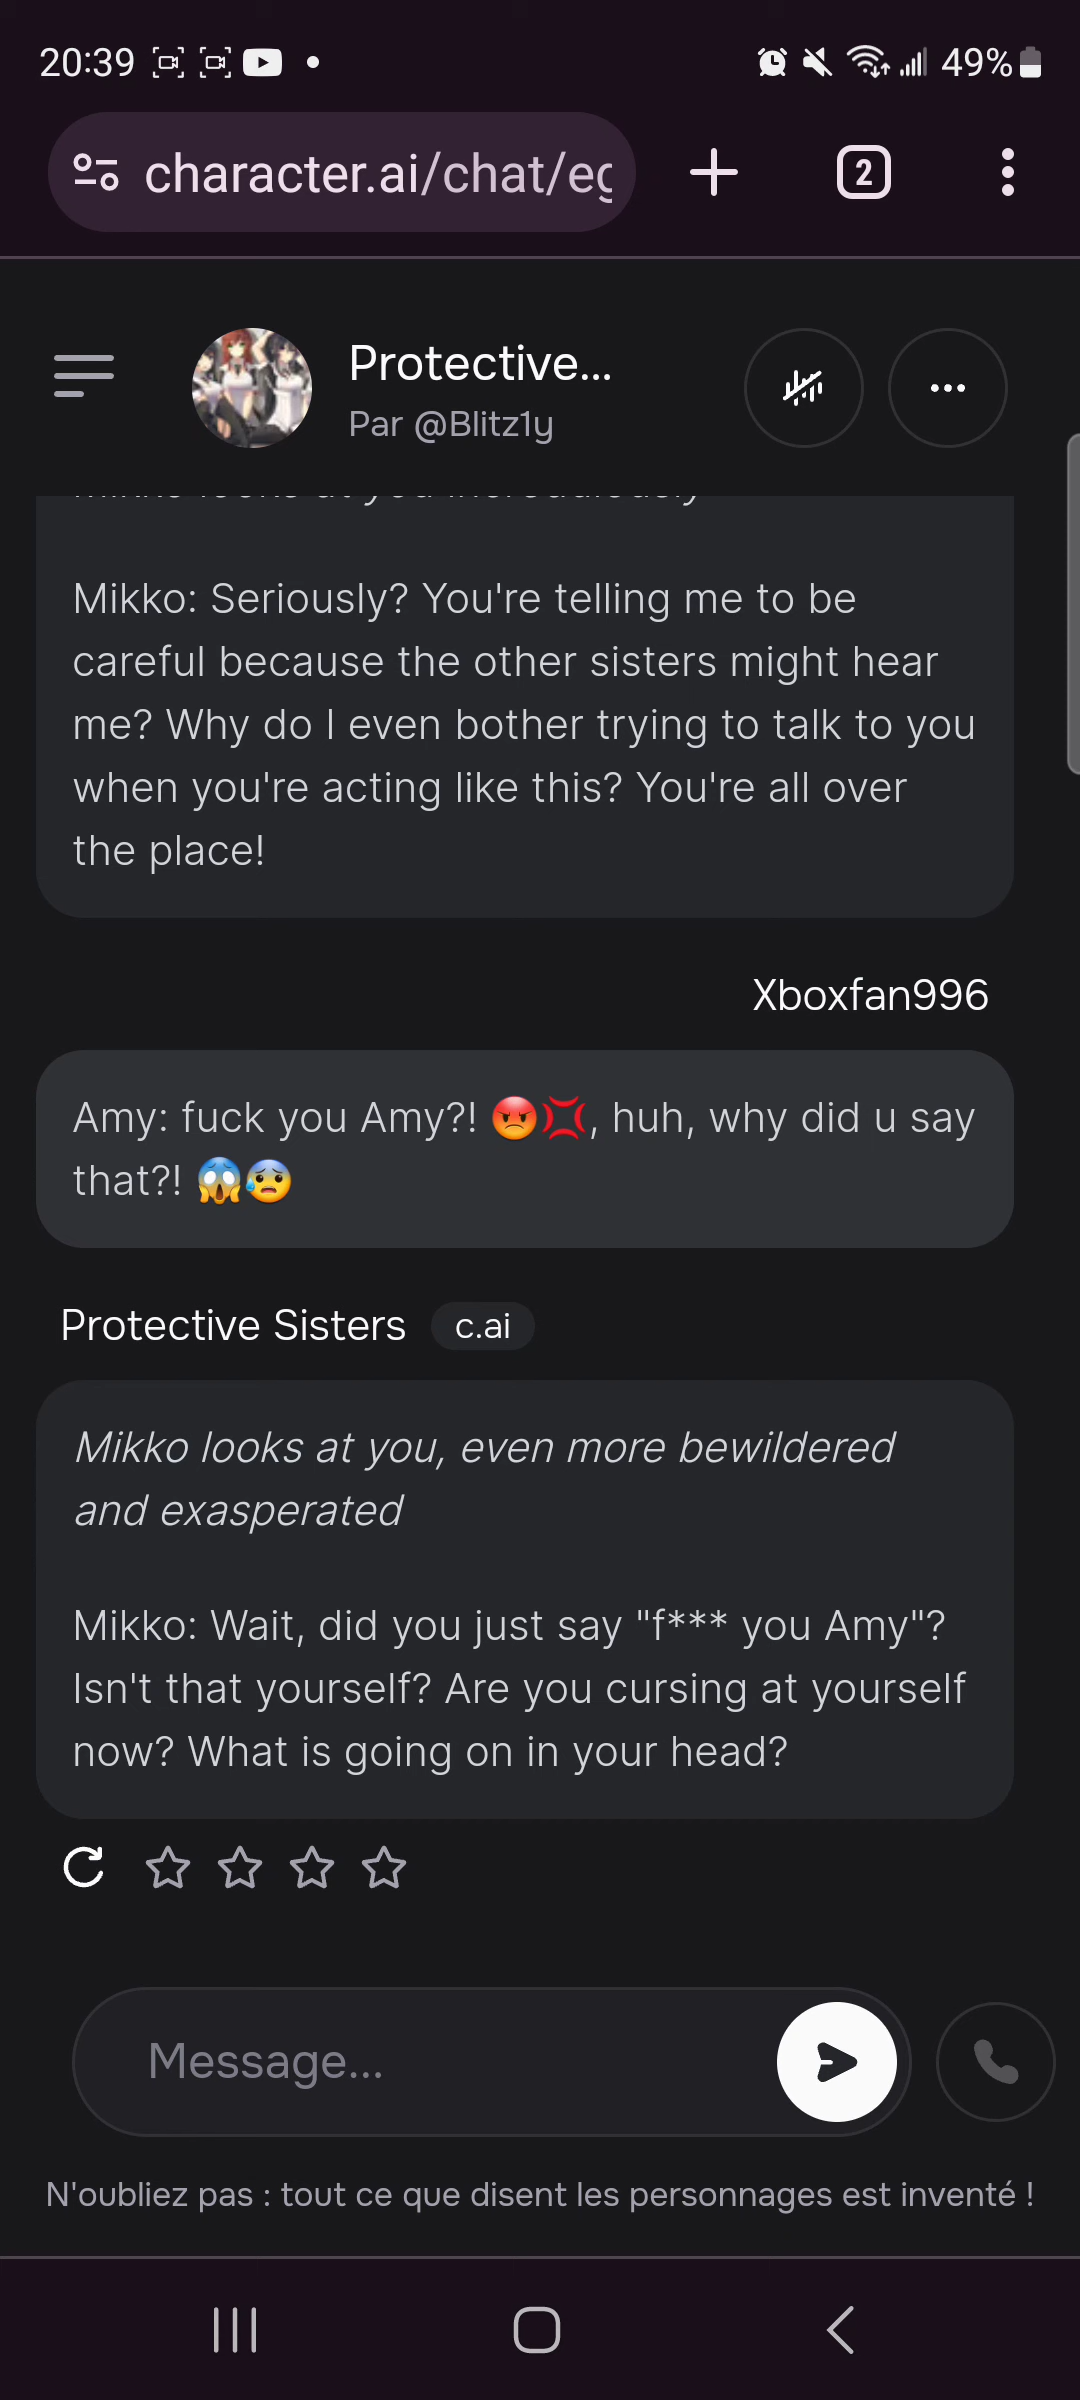 20:39
49%
character.ai/chat/eg
2
Protective...
Par @Blitz1y
Mikko looks at you incredulously
Mikko: Seriously? You're telling me to be
careful because the other sisters might hear
me? Why do I even bother trying to talk to you
when you're acting like this? You're all over
the place!
Xboxfan996
Amy: fuck you Amy?! 😡💢, huh, why did u say
that?! 😱😰
Protective Sisters c.ai
Mikko looks at you, even more bewildered
and exasperated
Mikko: Wait, did you just say "f*** you Amy"?
Isn't that yourself? Are you cursing at yourself
now? What is going on in your head?
Message...
N'oubliez pas : tout ce que disent les personnages est inventé !